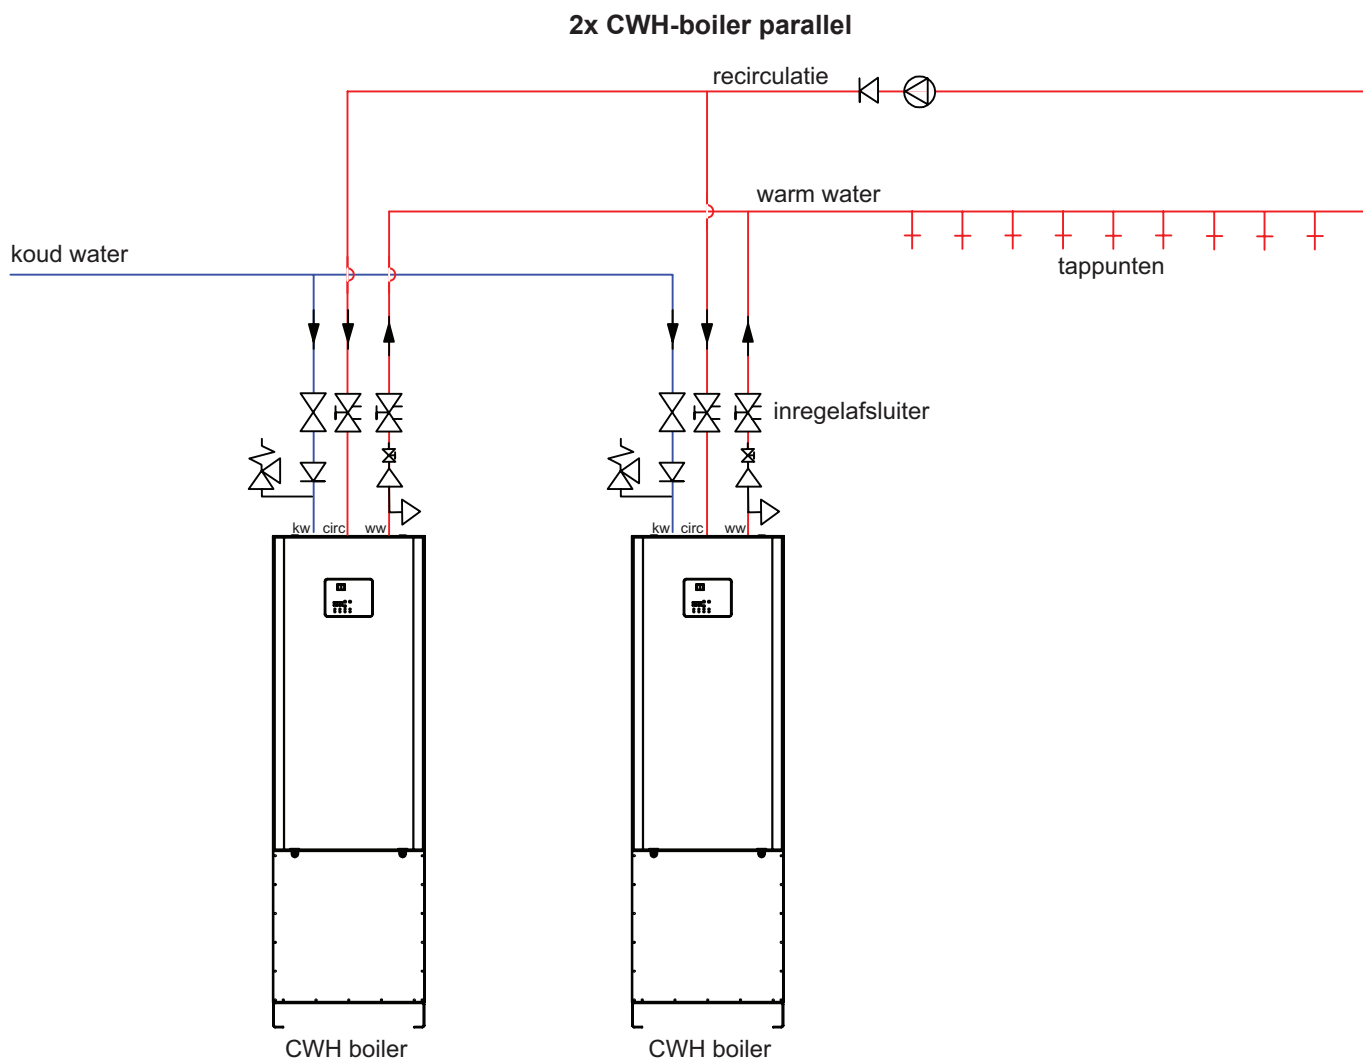 2x CWH-boiler parallel
recirculatie
warm water
koud water
tappunten
inregelafsluiter
kw circ ww
kw circ ww
CWH boiler
CWH boiler